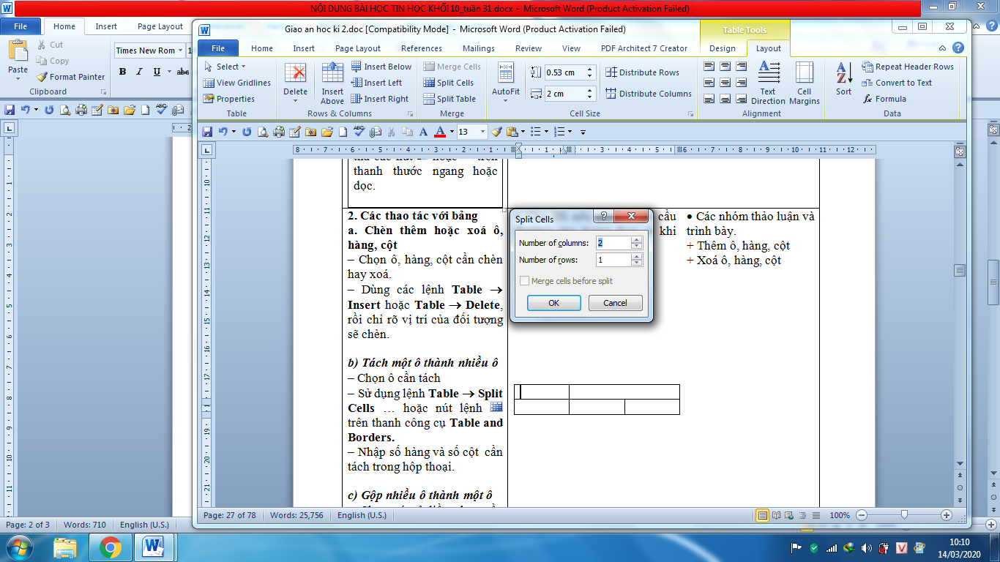 NỘI DUNG BÀI HỌC TIN HỌC KHỐI 10_tuần 31.docx - Microsoft Word (Product Activation Failed)
File Home Insert Page Layout
Paste
Cut
Copy
Format Painter
Clipboard
Times New Rom
B I U abc
Giao an hoc ki 2.doc [Compatibility Mode] - Microsoft Word (Product Activation Failed)
Table Tools
File Home Insert Page Layout References Mailings Review View PDF Architect 7 Creator Design Layout
Select
View Gridlines
Properties
Table
Delete
Insert Above
Insert Below
Insert Left
Insert Right
Rows & Columns
Merge Cells
Split Cells
Split Table
Merge
AutoFit
0.53 cm
2 cm
Distribute Rows
Distribute Columns
Cell Size
Text Direction
Cell Margins
Alignment
Sort
Repeat Header Rows
Convert to Text
Formula
Data
13
thanh thước ngang hoặc
dọc.
2. Các thao tác với bảng
a. Chèn thêm hoặc xoá ô,
hàng, cột
– Chọn ô, hàng, cột cần chèn
hay xoá.
– Dùng các lệnh Table →
Insert hoặc Table → Delete,
rồi chỉ rõ vị trí của đối tượng
sẽ chèn.
b) Tách một ô thành nhiều ô
– Chọn ô cần tách
– Sử dụng lệnh Table → Split
Cells … hoặc nút lệnh
trên thanh công cụ Table and
Borders.
– Nhập số hàng và số cột cần
tách trong hộp thoại.
c) Gộp nhiều ô thành một ô
Split Cells
Number of columns: 2
Number of rows: 1
Merge cells before split
OK Cancel
cầu
khi
• Các nhóm thảo luận và
trình bày.
+ Thêm ô, hàng, cột
+ Xoá ô, hàng, cột
Page: 27 of 78 Words: 25,756 English (U.S.) 100%
Page: 2 of 3 Words: 710 English (U.S.)
10:10
14/03/2020